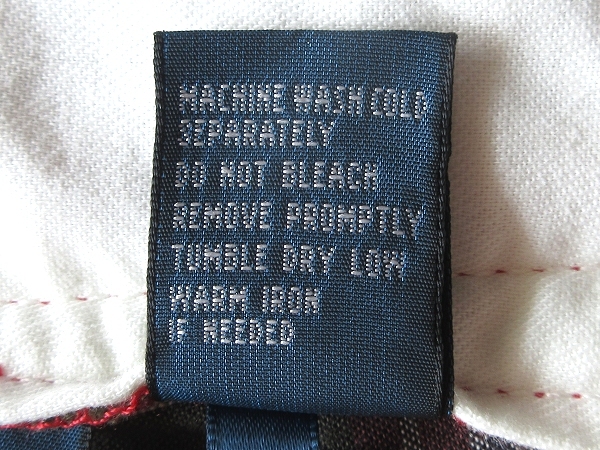 MACHINE WASH COLD
SEPARATELY
DO NOT BLEACH
REMOVE PROMPTLY
TUMBLE DRY LOW
WARM IRON
IF NEEDED